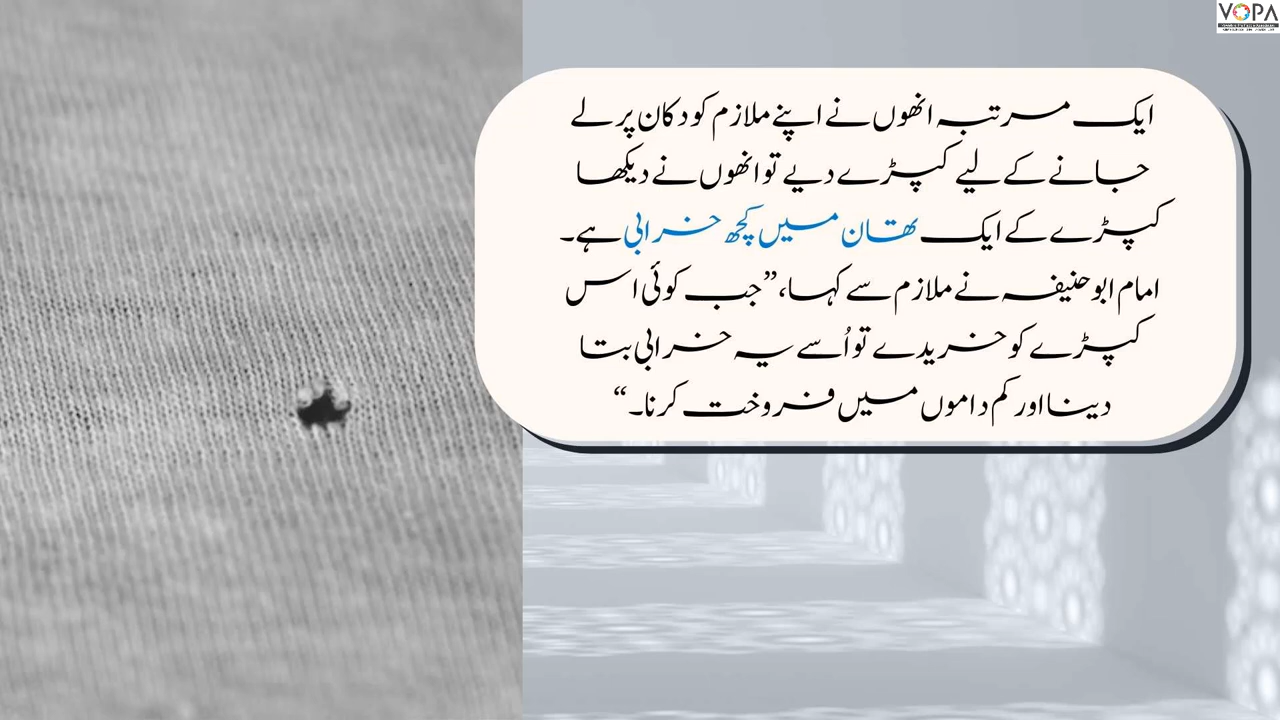 VOPA
ایک مرتبہ انھوں نے اپنے ملازم کو دکان پر لے
جانے کے لیے کپڑے دیے تو انھوں نے دیکھا
کپڑے کے ایک تھان میں کچھ خرابی ہے۔
امام ابو حنیفہ نے ملازم سے کہا، ”جب کوئی اس
کپڑے کو خریدے تو اُسے یہ خرابی بتا
دینا اور کم داموں میں فروخت کرنا۔“